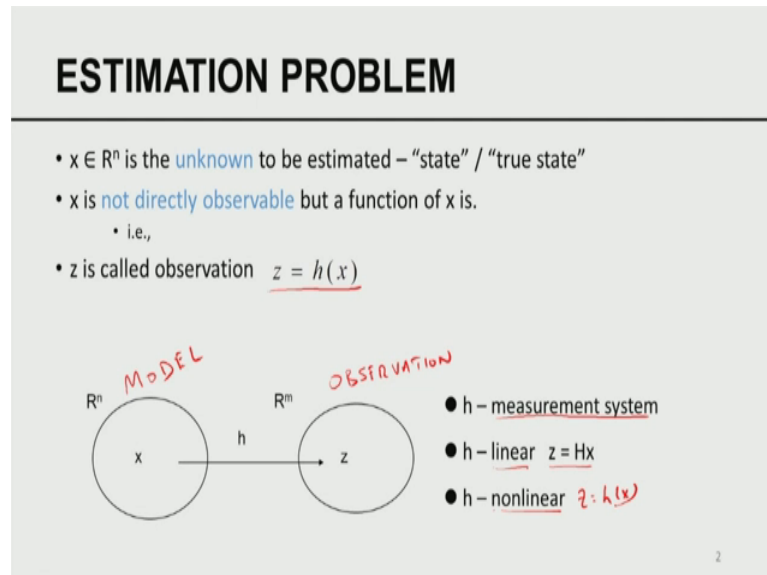 ESTIMATION PROBLEM
• x ∈ Rⁿ is the unknown to be estimated – “state” / “true state”
• x is not directly observable but a function of x is.
• i.e.,
• z is called observation z = h(x)
MODEL
OBSERVATION
Rⁿ
Rᵐ
x
h
z
● h – measurement system
● h – linear z = Hx
● h – nonlinear z = h(x)
2